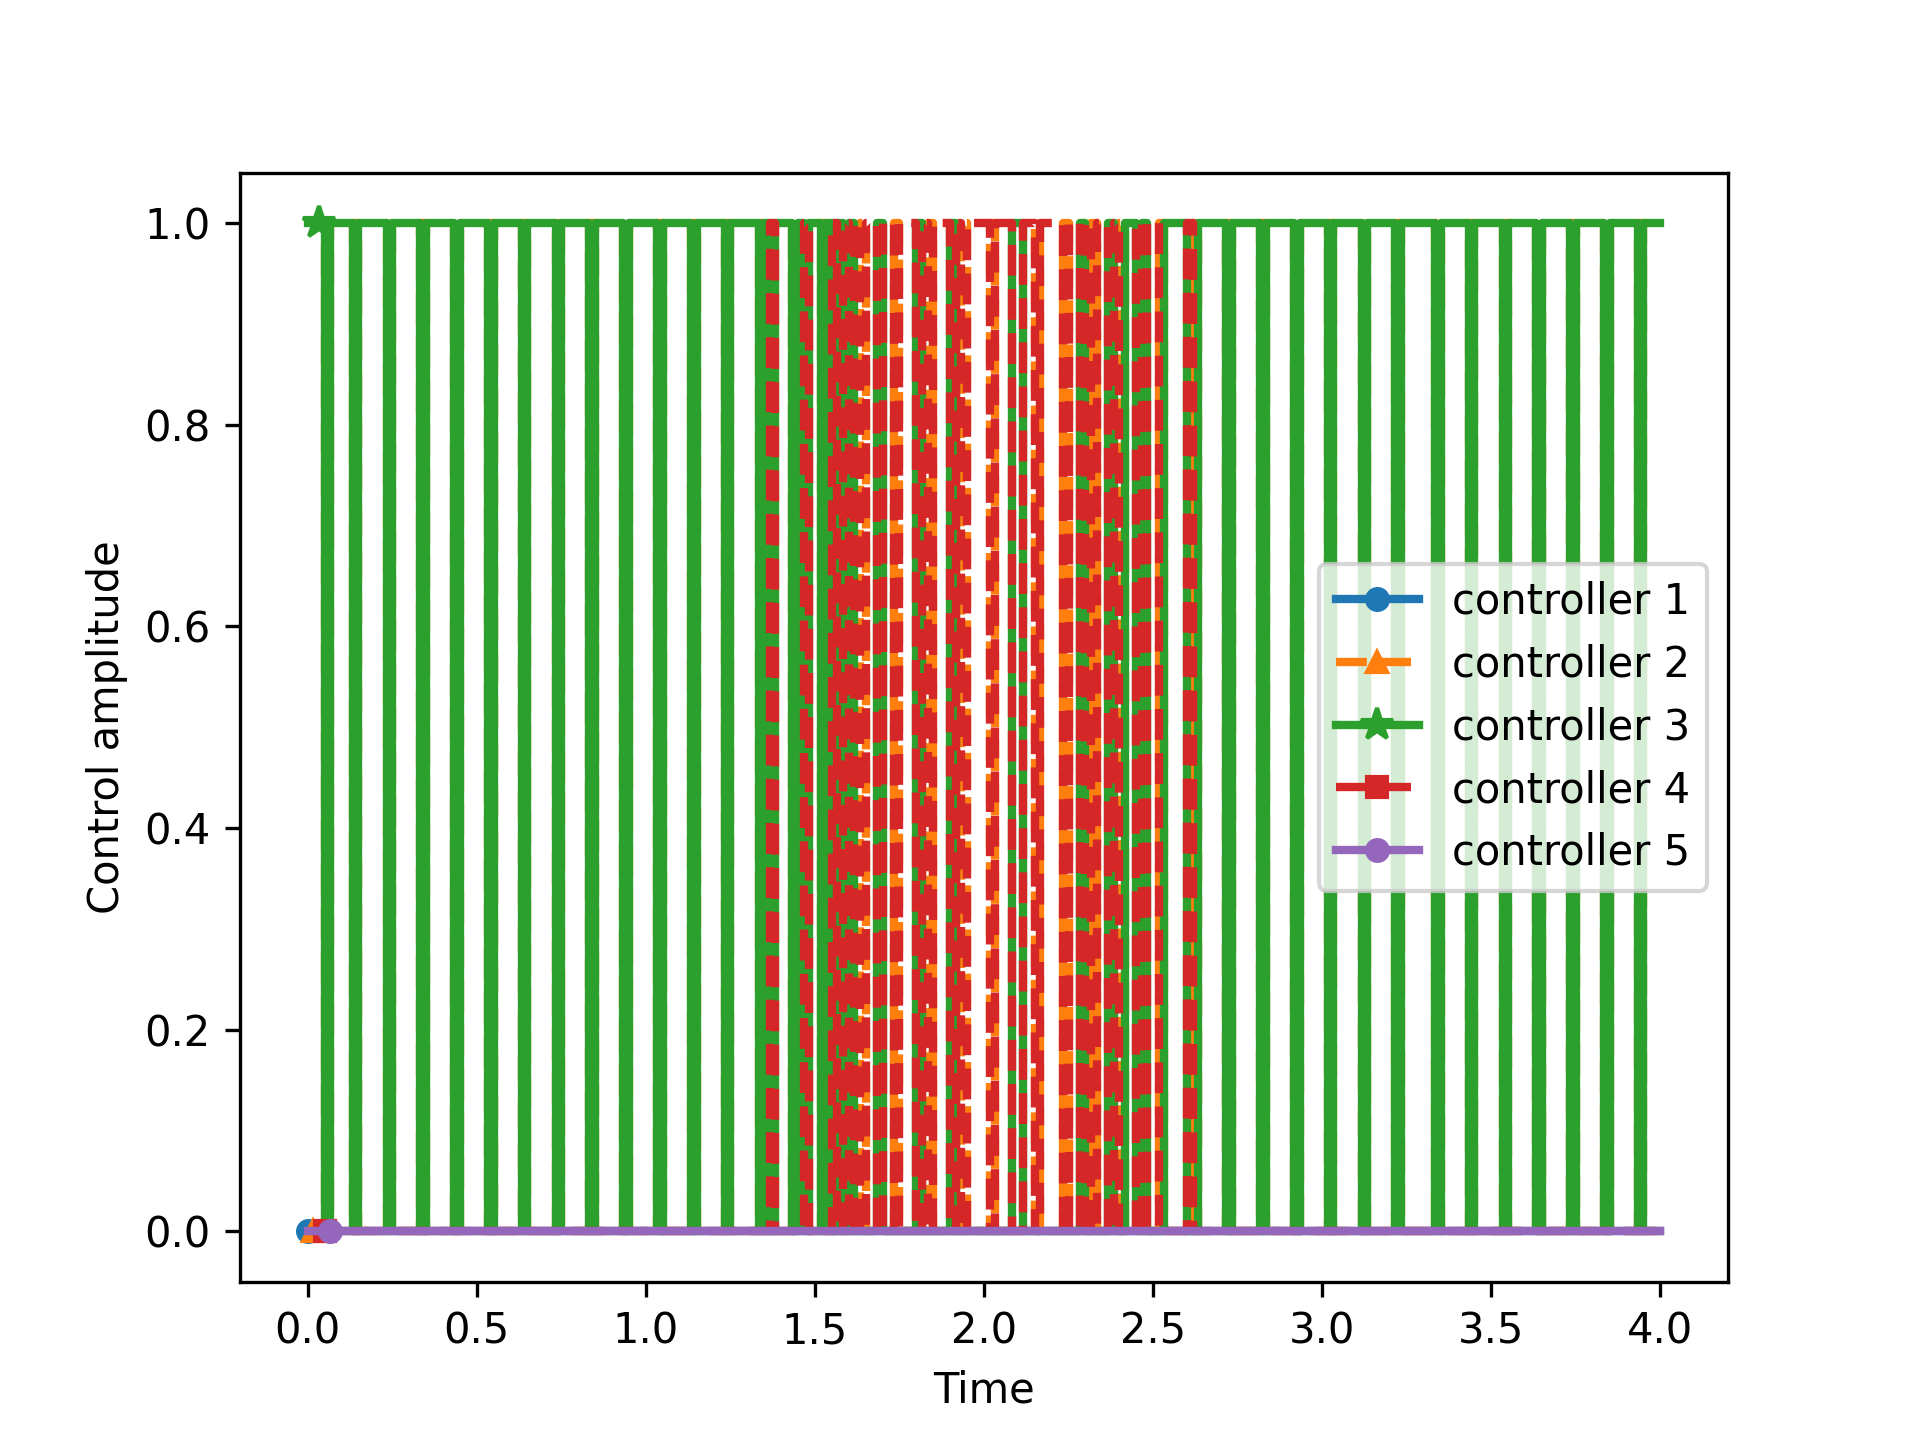 1.0
0.8
0.6
0.4
0.2
0.0
Control amplitude
controller 1
controller 2
controller 3
controller 4
controller 5
0.0 0.5 1.0 1.5 2.0 2.5 3.0 3.5 4.0
Time